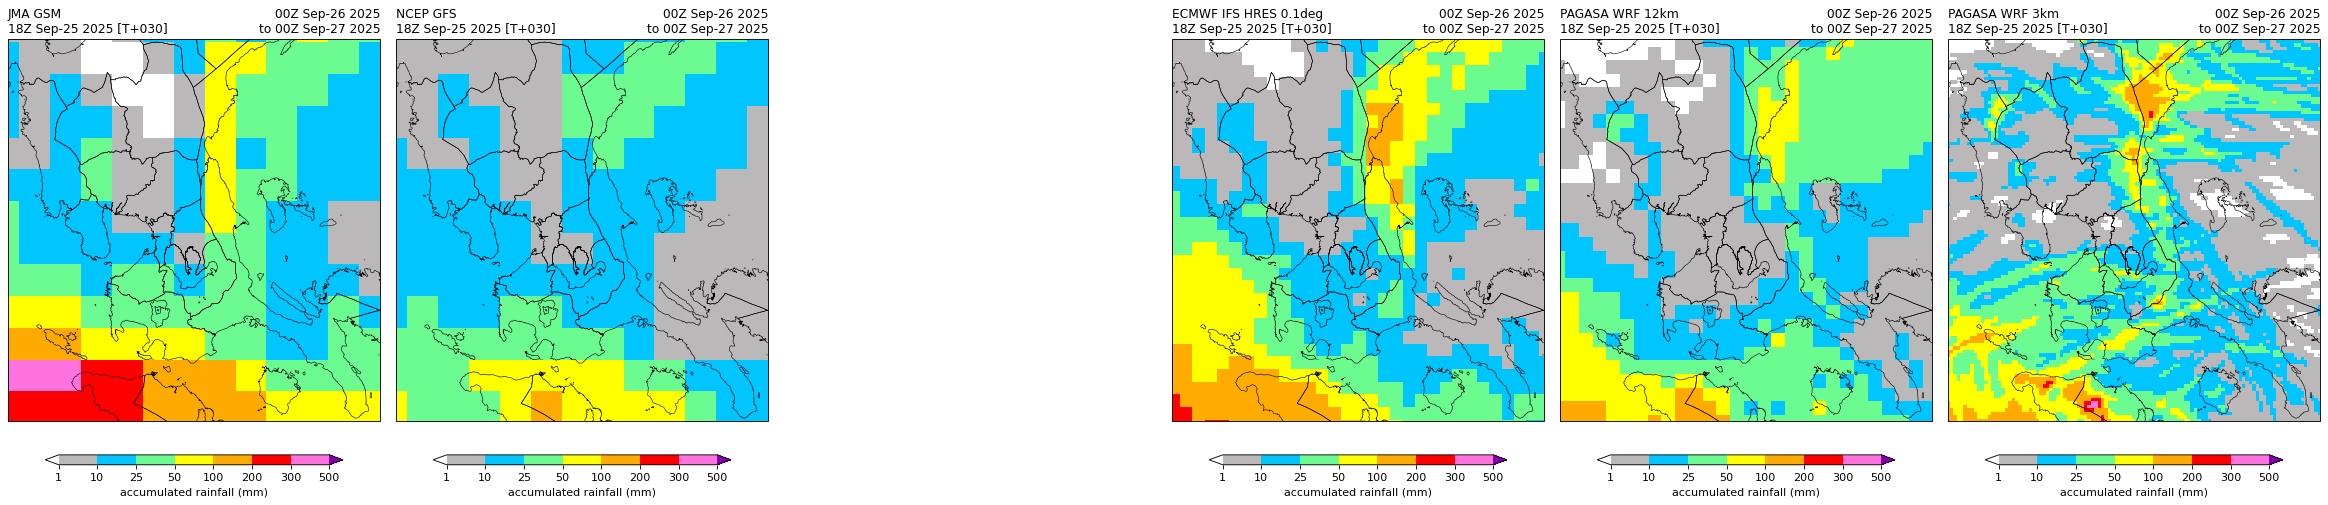 JMA GSM 00Z Sep-26 2025
18Z Sep-25 2025 [T+030] to 00Z Sep-27 2025
1 10 25 50 100 200 300 500
accumulated rainfall (mm)
NCEP GFS 00Z Sep-26 2025
18Z Sep-25 2025 [T+030] to 00Z Sep-27 2025
1 10 25 50 100 200 300 500
accumulated rainfall (mm)
ECMWF IFS HRES 0.1deg 00Z Sep-26 2025
18Z Sep-25 2025 [T+030] to 00Z Sep-27 2025
1 10 25 50 100 200 300 500
accumulated rainfall (mm)
PAGASA WRF 12km 00Z Sep-26 2025
18Z Sep-25 2025 [T+030] to 00Z Sep-27 2025
1 10 25 50 100 200 300 500
accumulated rainfall (mm)
PAGASA WRF 3km 00Z Sep-26 2025
18Z Sep-25 2025 [T+030] to 00Z Sep-27 2025
1 10 25 50 100 200 300 500
accumulated rainfall (mm)